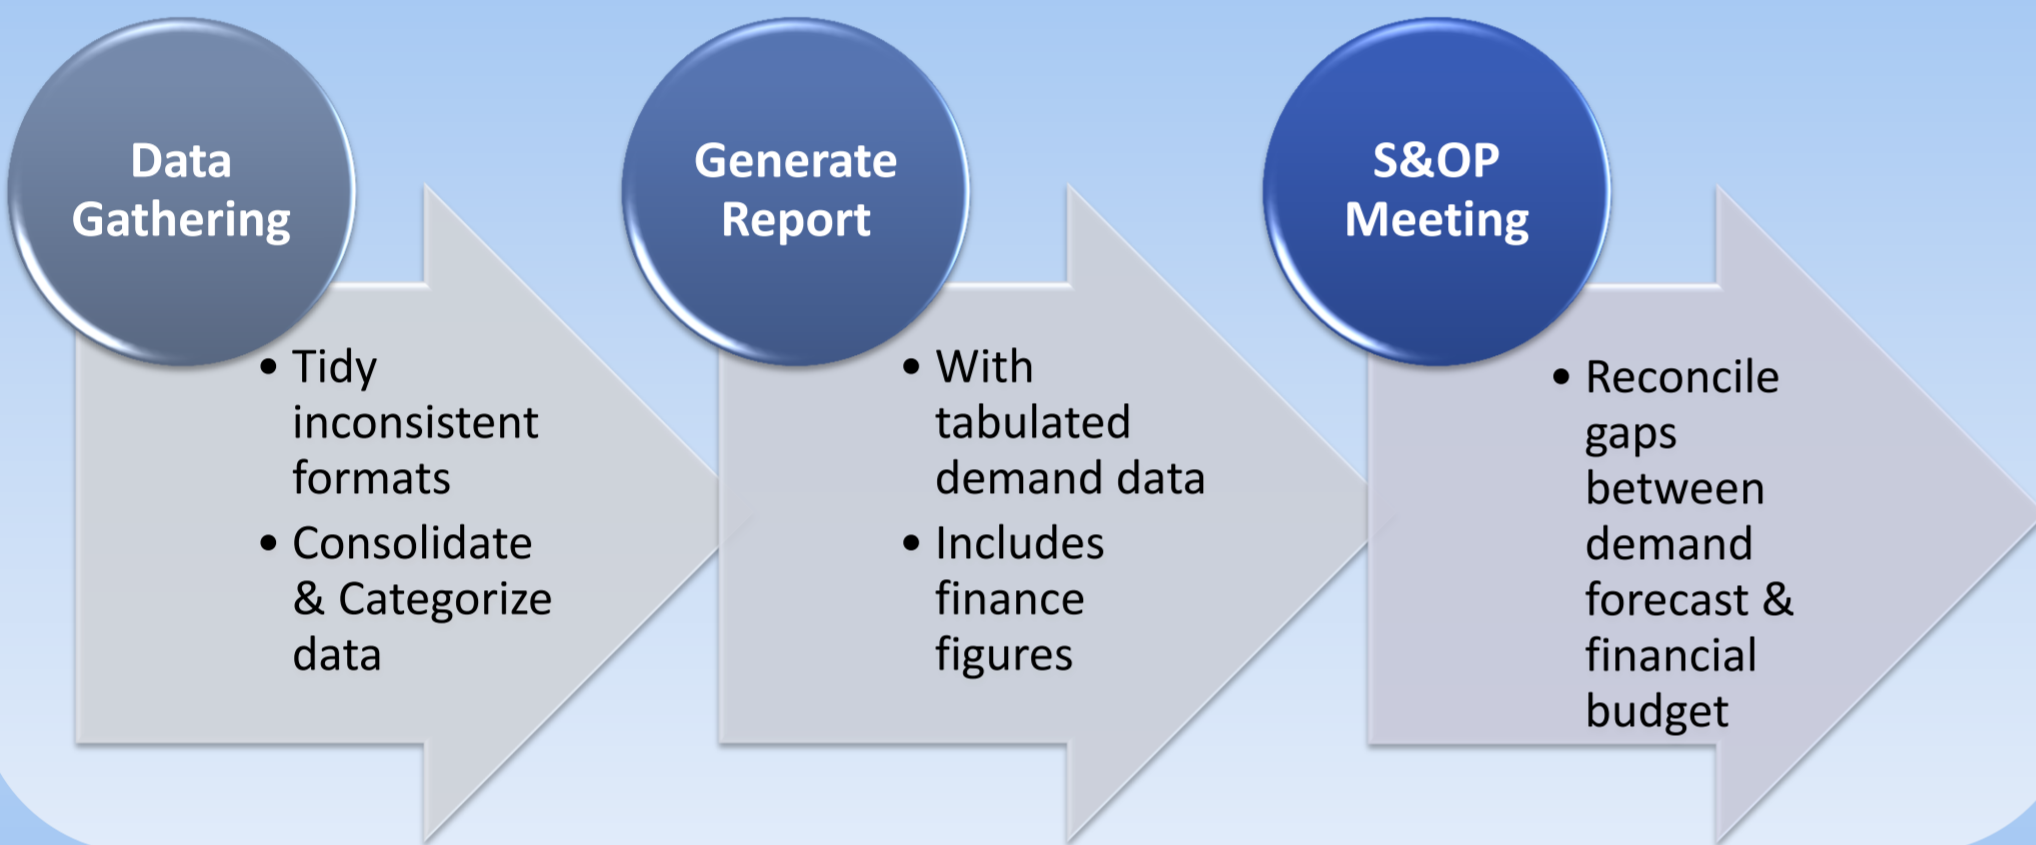 Data
Gathering
• Tidy
inconsistent
formats
• Consolidate
& Categorize
data
Generate
Report
• With
tabulated
demand data
• Includes
finance
figures
S&OP
Meeting
• Reconcile
gaps
between
demand
forecast &
financial
budget